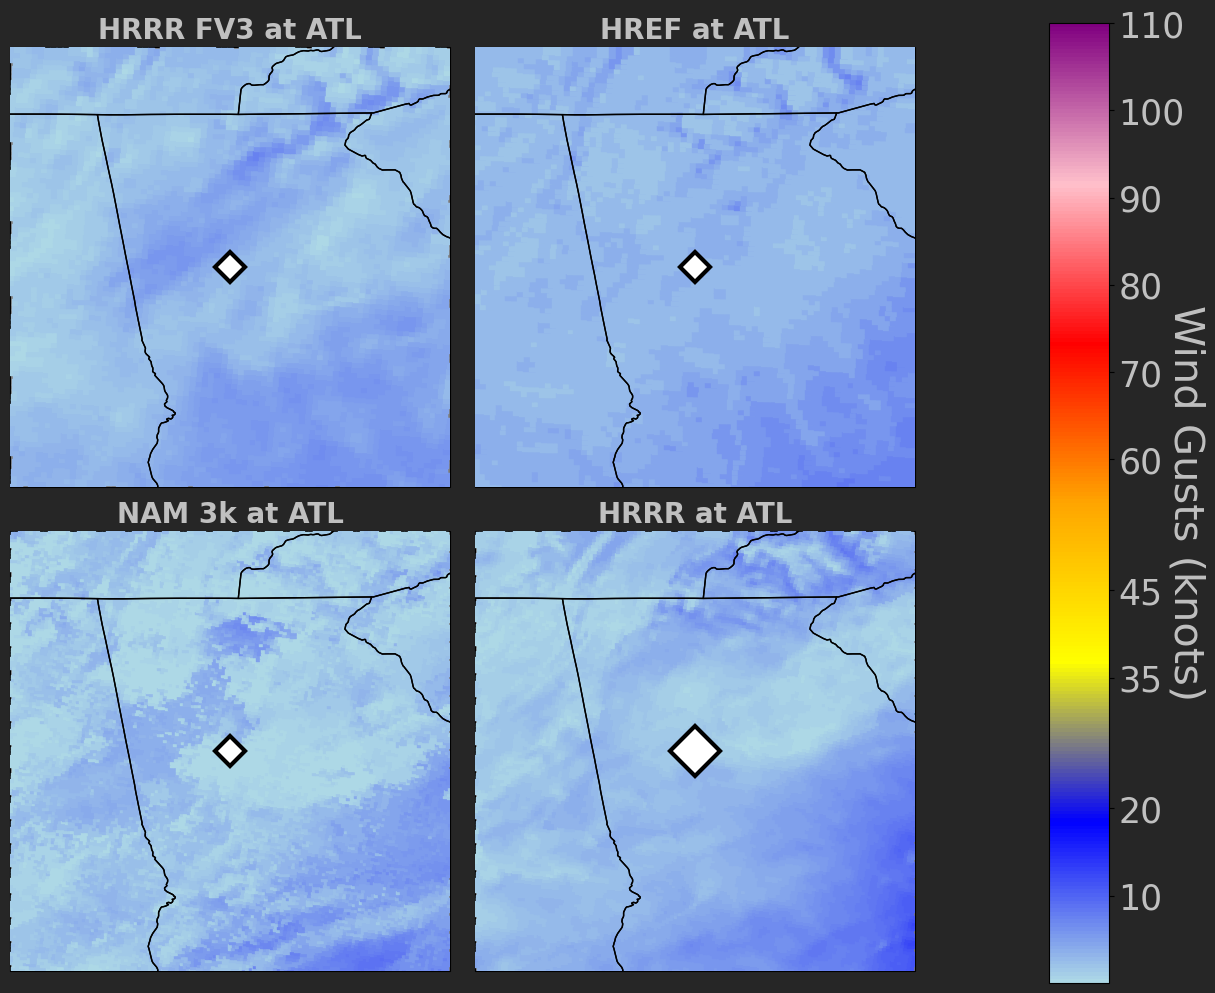 HRRR FV3 at ATL
HREF at ATL
NAM 3k at ATL
HRRR at ATL
110
100
90
80
70
60
45
35
20
10
Wind Gusts (knots)